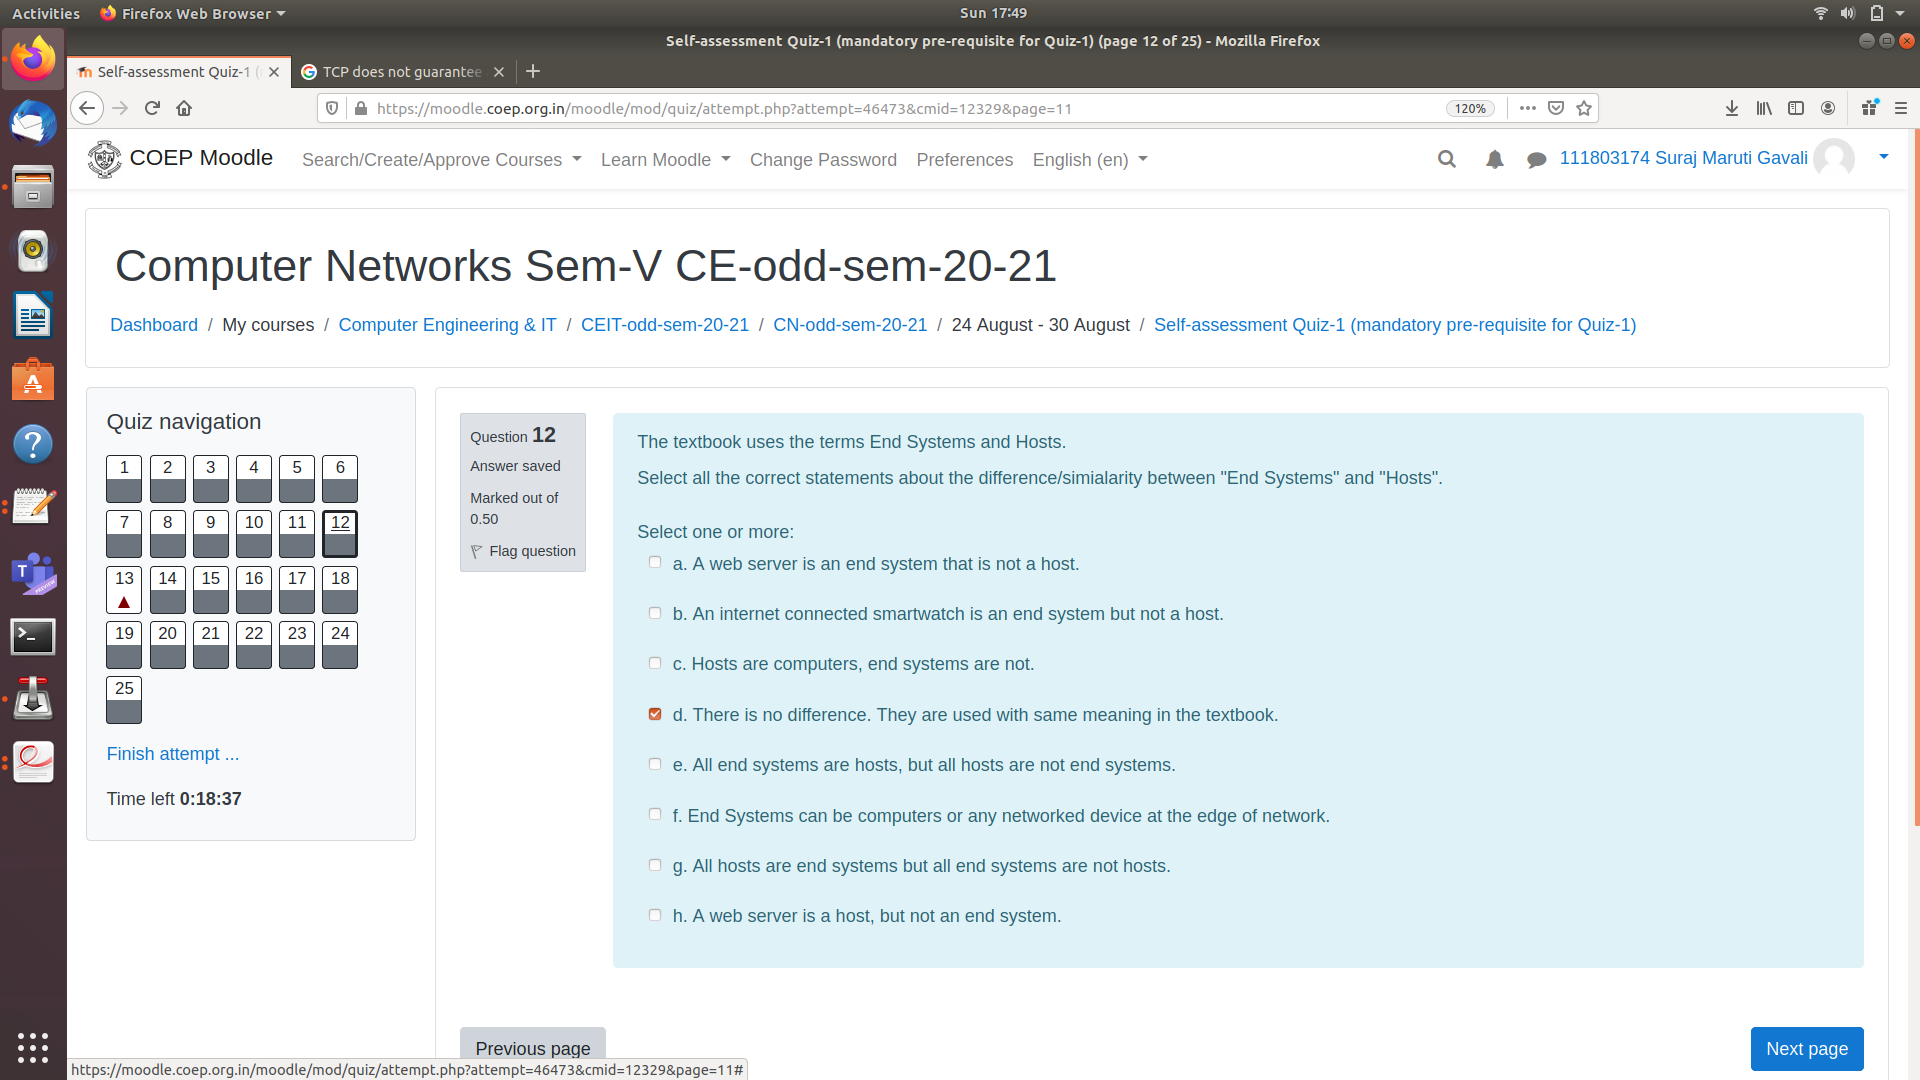 Activities
Firefox Web Browser
Sun 17:49
Self-assessment Quiz-1 (mandatory pre-requisite for Quiz-1) (page 12 of 25) - Mozilla Firefox
Self-assessment Quiz-1 (
TCP does not guarantee
https://moodle.coep.org.in/moodle/mod/quiz/attempt.php?attempt=46473&cmid=12329&page=11
120%
COEP Moodle
Search/Create/Approve Courses
Learn Moodle
Change Password
Preferences
English (en)
111803174 Suraj Maruti Gavali
Computer Networks Sem-V CE-odd-sem-20-21
Dashboard / My courses / Computer Engineering & IT / CEIT-odd-sem-20-21 / CN-odd-sem-20-21 / 24 August - 30 August / Self-assessment Quiz-1 (mandatory pre-requisite for Quiz-1)
Quiz navigation
1 2 3 4 5 6
7 8 9 10 11 12
13 14 15 16 17 18
19 20 21 22 23 24
25
Finish attempt ...
Time left 0:18:37
Question 12
Answer saved
Marked out of
0.50
Flag question
The textbook uses the terms End Systems and Hosts.
Select all the correct statements about the difference/simialarity between "End Systems" and "Hosts".
Select one or more:
a. A web server is an end system that is not a host.
b. An internet connected smartwatch is an end system but not a host.
c. Hosts are computers, end systems are not.
d. There is no difference. They are used with same meaning in the textbook.
e. All end systems are hosts, but all hosts are not end systems.
f. End Systems can be computers or any networked device at the edge of network.
g. All hosts are end systems but all end systems are not hosts.
h. A web server is a host, but not an end system.
Previous page
Next page
https://moodle.coep.org.in/moodle/mod/quiz/attempt.php?attempt=46473&cmid=12329&page=11#